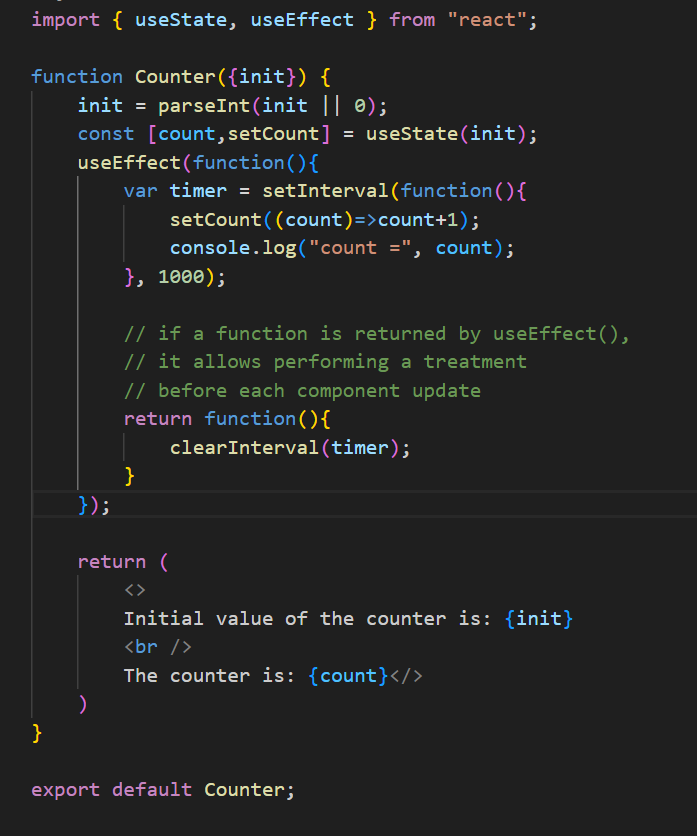 import { useState, useEffect } from "react";
function Counter({init}) {
init = parseInt(init || 0);
const [count,setCount] = useState(init);
useEffect(function(){
var timer = setInterval(function(){
setCount((count)=>count+1);
console.log("count =", count);
}, 1000);
// if a function is returned by useEffect(),
// it allows performing a treatment
// before each component update
return function(){
clearInterval(timer);
}
});
return (
<>
Initial value of the counter is: {init}
<br />
The counter is: {count}</>
)
}
export default Counter;